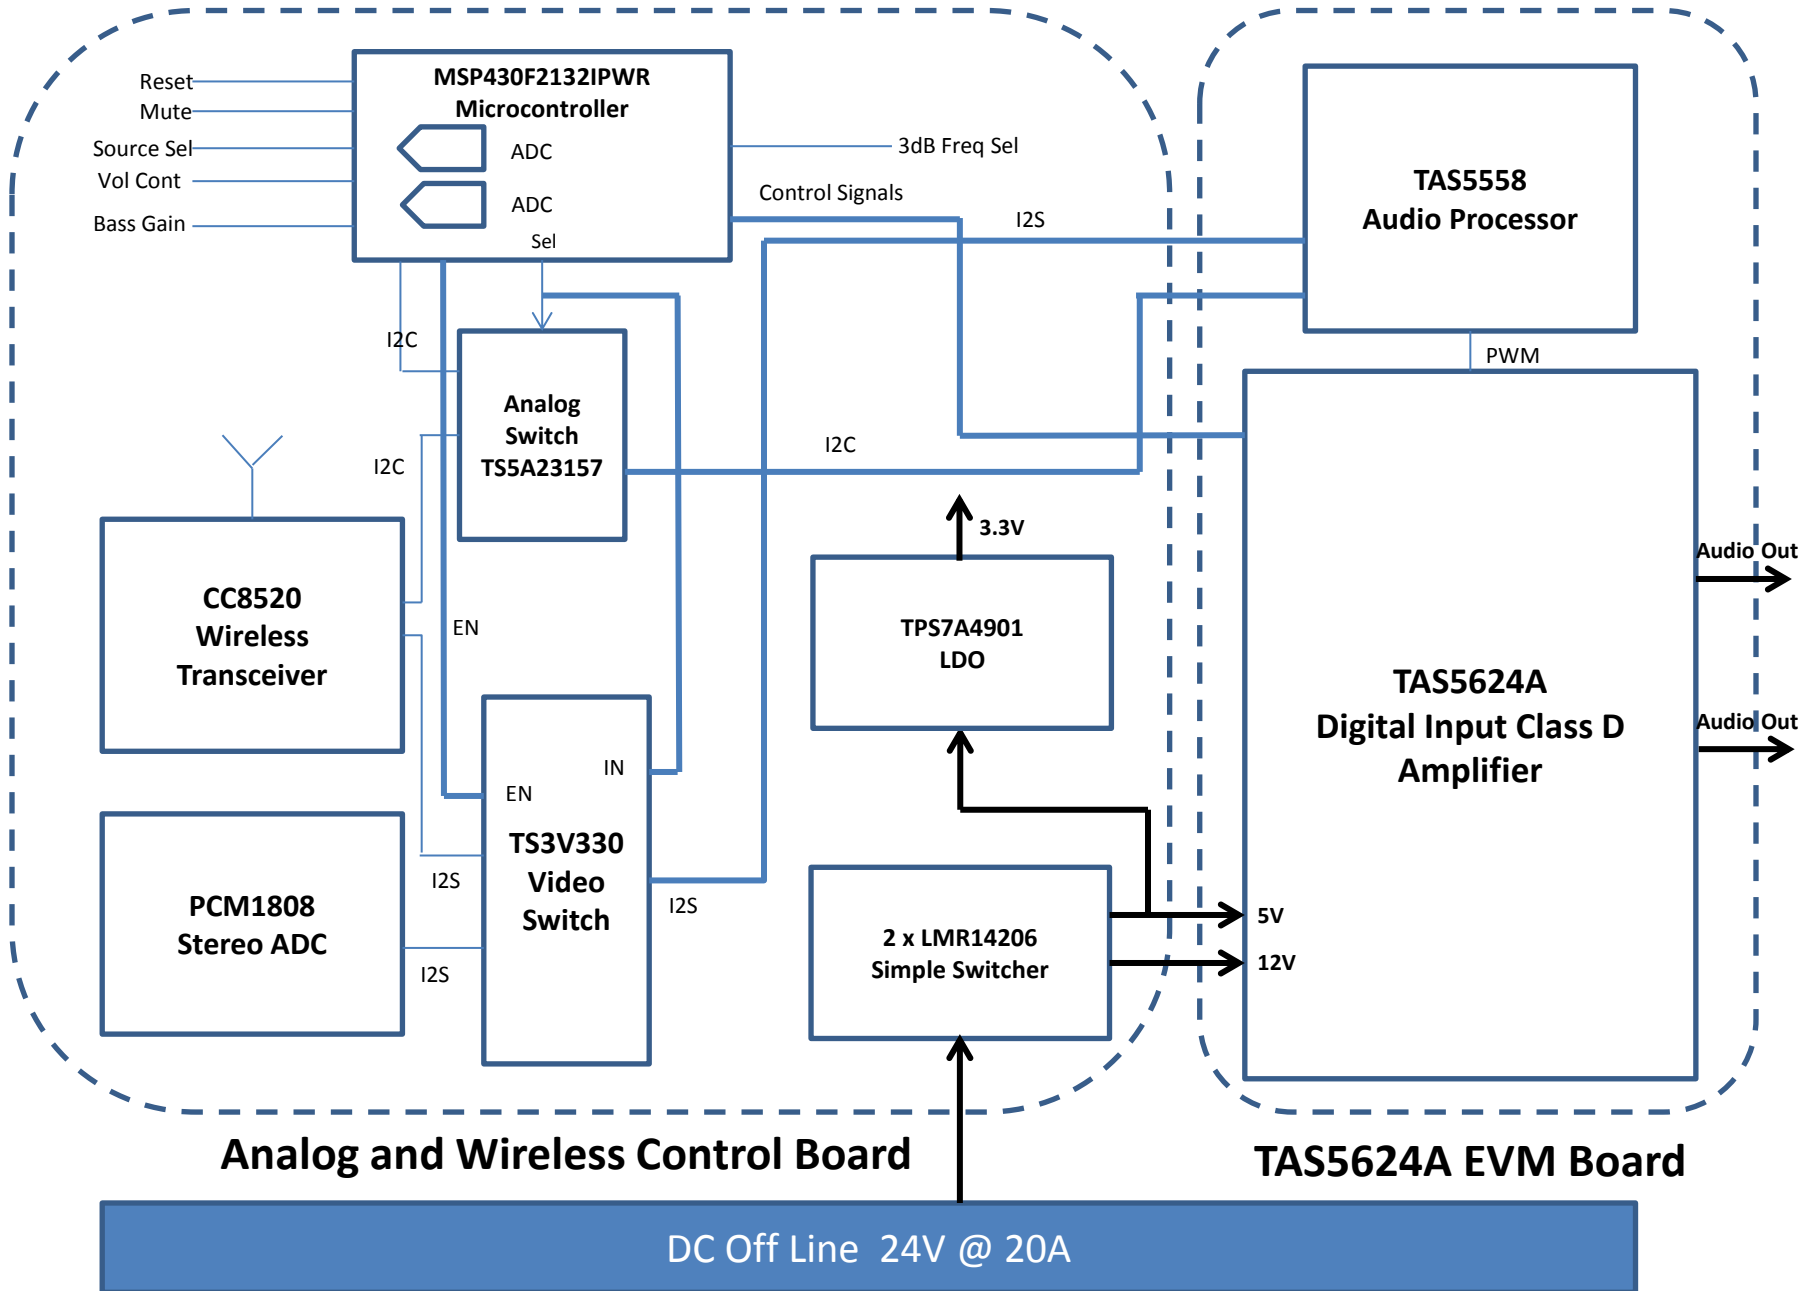 MSP430F2132IPWR
Microcontroller
Reset
Mute
Source Sel
Vol Cont
Bass Gain
ADC
ADC
Sel
3dB Freq Sel
Control Signals
I2S
TAS5558
Audio Processor
PWM
I2C
Analog
Switch
TS5A23157
I2C
I2C
3.3V
CC8520
Wireless
Transceiver
EN
TPS7A4901
LDO
TAS5624A
Digital Input Class D
Amplifier
Audio Out
Audio Out
IN
EN
TS3V330
Video
Switch
I2S
I2S
PCM1808
Stereo ADC
I2S
2 x LMR14206
Simple Switcher
5V
12V
Analog and Wireless Control Board
TAS5624A EVM Board
DC Off Line 24V @ 20A